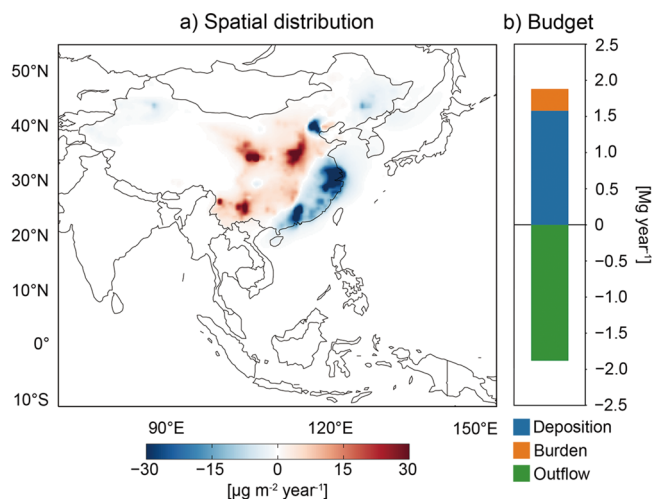 a) Spatial distribution
b) Budget
50°N
40°N
30°N
20°N
10°N
0°
10°S
90°E
120°E
150°E
−30
−15
0
15
30
[µg m⁻² year⁻¹]
2.5
2.0
1.5
1.0
0.5
0
−0.5
−1.0
−1.5
−2.0
−2.5
[Mg year⁻¹]
Deposition
Burden
Outflow